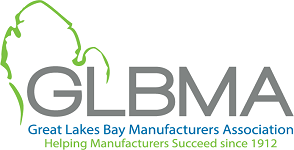 GLBMA
Great Lakes Bay Manufacturers Association
Helping Manufacturers Succeed since 1912